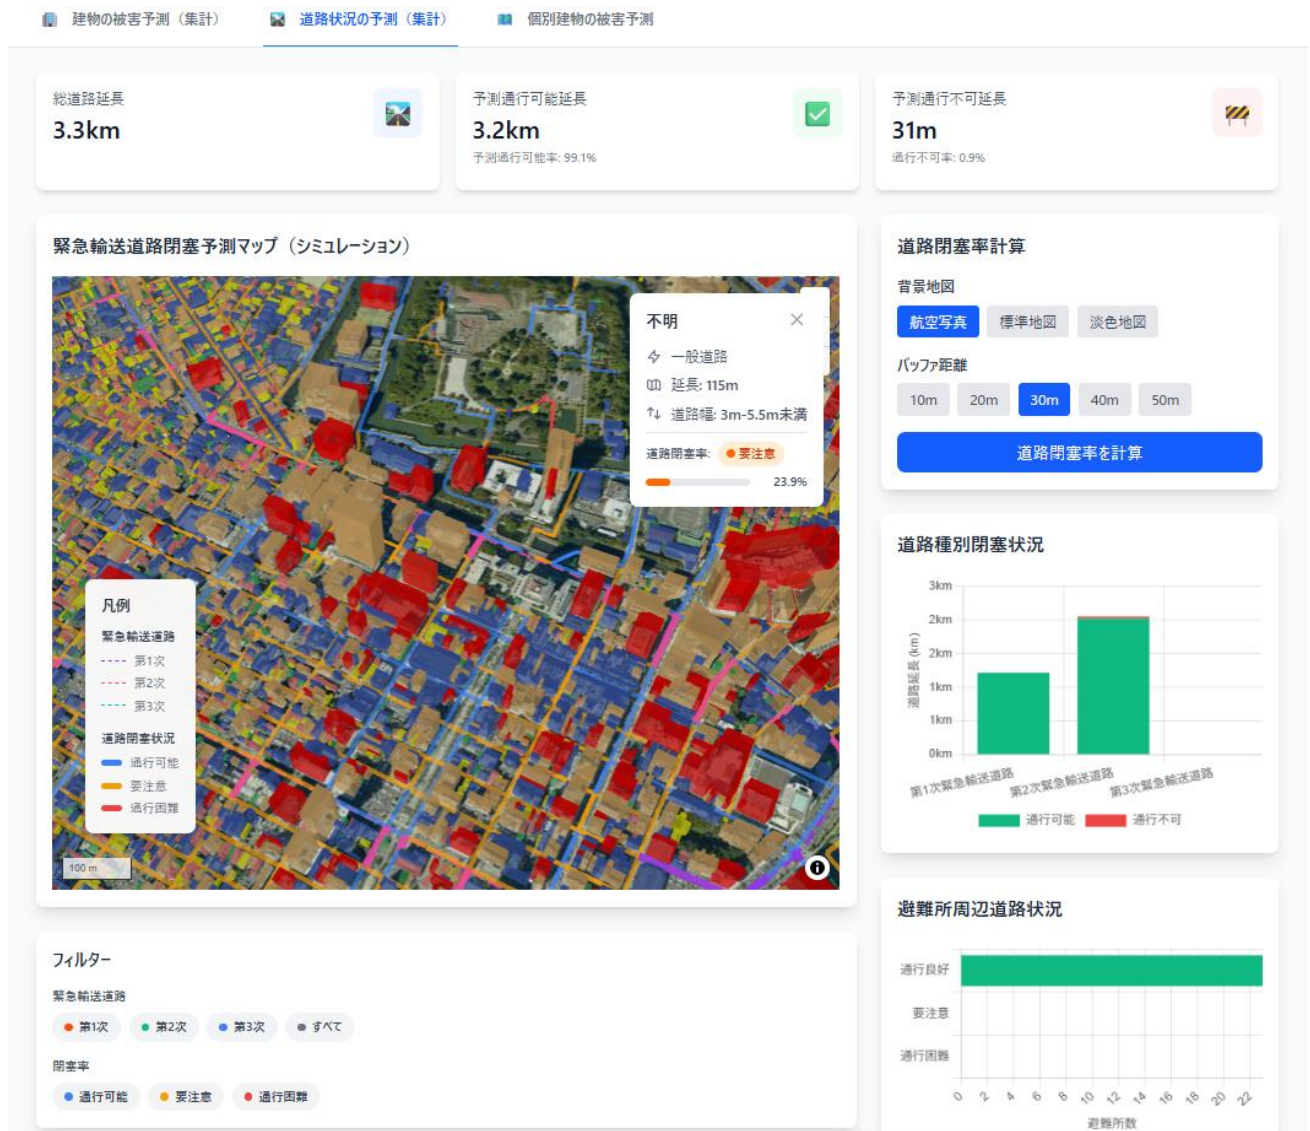 建物の被害予測（集計）
道路状況の予測（集計）
個別建物の被害予測
総道路延長
3.3km
予測通行可能延長
3.2km
予測通行可能率: 99.1%
予測通行不可延長
31m
通行不可率: 0.9%
緊急輸送道路閉塞予測マップ（シミュレーション）
不明
一般道路
延長: 115m
道路幅: 3m-5.5m未満
道路閉塞率: 要注意
23.9%
凡例
緊急輸送道路
第1次
第2次
第3次
道路閉塞状況
通行可能
要注意
通行困難
100 m
フィルター
緊急輸送道路
第1次 第2次 第3次 すべて
閉塞率
通行可能 要注意 通行困難
道路閉塞率計算
背景地図
航空写真 標準地図 淡色地図
バッファ距離
10m 20m 30m 40m 50m
道路閉塞率を計算
道路種別閉塞状況
道路延長 (km)
3km
2km
2km
1km
1km
0km
第1次緊急輸送道路 第2次緊急輸送道路 第3次緊急輸送道路
通行可能 通行不可
避難所周辺道路状況
通行良好
要注意
通行困難
0 2 4 6 8 10 12 14 16 18 20 22
避難所数